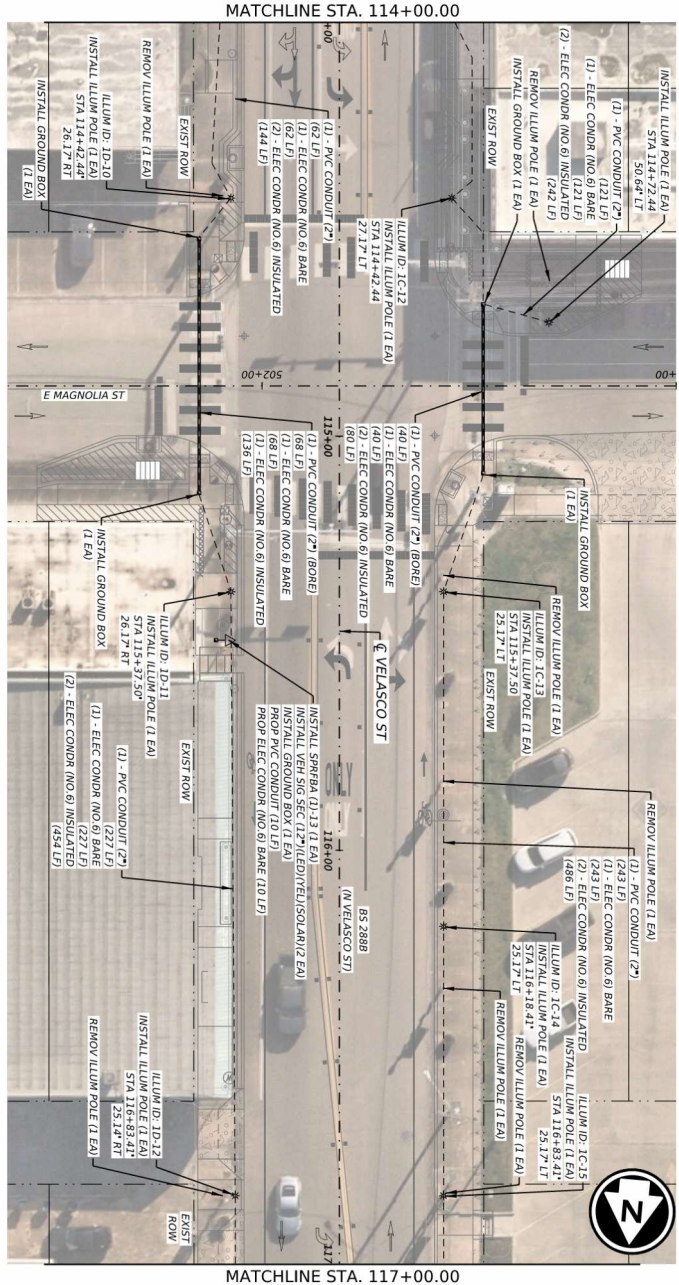 MATCHLINE STA. 114+00.00
INSTALL ILLUM POLE (1 EA)
STA 114+72.44
50.64' LT
(1) - PVC CONDUIT (2")
(121 LF)
(1) - ELEC CONDR (NO.6) BARE
(121 LF)
(2) - ELEC CONDR (NO.6) INSULATED
(242 LF)
REMOV ILLUM POLE (1 EA)
INSTALL GROUND BOX (1 EA)
EXIST ROW
ILLUM ID: 1C-12
INSTALL ILLUM POLE (1 EA)
STA 114+42.44
27.17' LT
(1) - PVC CONDUIT (2")
(62 LF)
(1) - ELEC CONDR (NO.6) BARE
(62 LF)
(2) - ELEC CONDR (NO.6) INSULATED
(144 LF)
EXIST ROW
REMOV ILLUM POLE (1 EA)
ILLUM ID: 1D-10
INSTALL ILLUM POLE (1 EA)
STA 114+42.44"
26.17' RT
INSTALL GROUND BOX
(1 EA)
+00
502+00
+00
E MAGNOLIA ST
115+00
(1) - PVC CONDUIT (2") (BORE)
(40 LF)
(1) - ELEC CONDR (NO.6) BARE
(40 LF)
(2) - ELEC CONDR (NO.6) INSULATED
(80 LF)
(1) - PVC CONDUIT (2") (BORE)
(68 LF)
(1) - ELEC CONDR (NO.6) BARE
(68 LF)
(1) - ELEC CONDR (NO.6) INSULATED
(136 LF)
INSTALL GROUND BOX
(1 EA)
INSTALL GROUND BOX
(1 EA)
REMOV ILLUM POLE (1 EA)
ILLUM ID: 1C-13
INSTALL ILLUM POLE (1 EA)
STA 115+37.50
25.17' LT
EXIST ROW
℄ VELASCO ST
ILLUM ID: 1D-11
INSTALL ILLUM POLE (1 EA)
STA 115+37.50"
26.17' RT
INSTALL SPRFBA (1)-13 (1 EA)
INSTALL VEH SIG SEC (12")(LED)(YEL)(SOLAR)(2 EA)
INSTALL GROUND BOX (1 EA)
PROP PVC CONDUIT (10 LF)
PROP ELEC CONDR (NO.6) BARE (10 LF)
EXIST ROW
(1) - PVC CONDUIT (2")
(227 LF)
(1) - ELEC CONDR (NO.6) BARE
(227 LF)
(2) - ELEC CONDR (NO.6) INSULATED
(454 LF)
ONLY
116+00
BS 288B
(N VELASCO ST)
REMOV ILLUM POLE (1 EA)
(1) - PVC CONDUIT (2")
(243 LF)
(1) - ELEC CONDR (NO.6) BARE
(243 LF)
(2) - ELEC CONDR (NO.6) INSULATED
(486 LF)
ILLUM ID: 1C-14
INSTALL ILLUM POLE (1 EA)
STA 116+18.41"
25.17' LT
REMOV ILLUM POLE (1 EA)
ILLUM ID: 1C-15
INSTALL ILLUM POLE (1 EA)
STA 116+83.41"
25.17' LT
REMOV ILLUM POLE (1 EA)
ILLUM ID: 1D-12
INSTALL ILLUM POLE (1 EA)
STA 116+83.41"
25.14' RT
REMOV ILLUM POLE (1 EA)
EXIST
ROW
117
N
MATCHLINE STA. 117+00.00